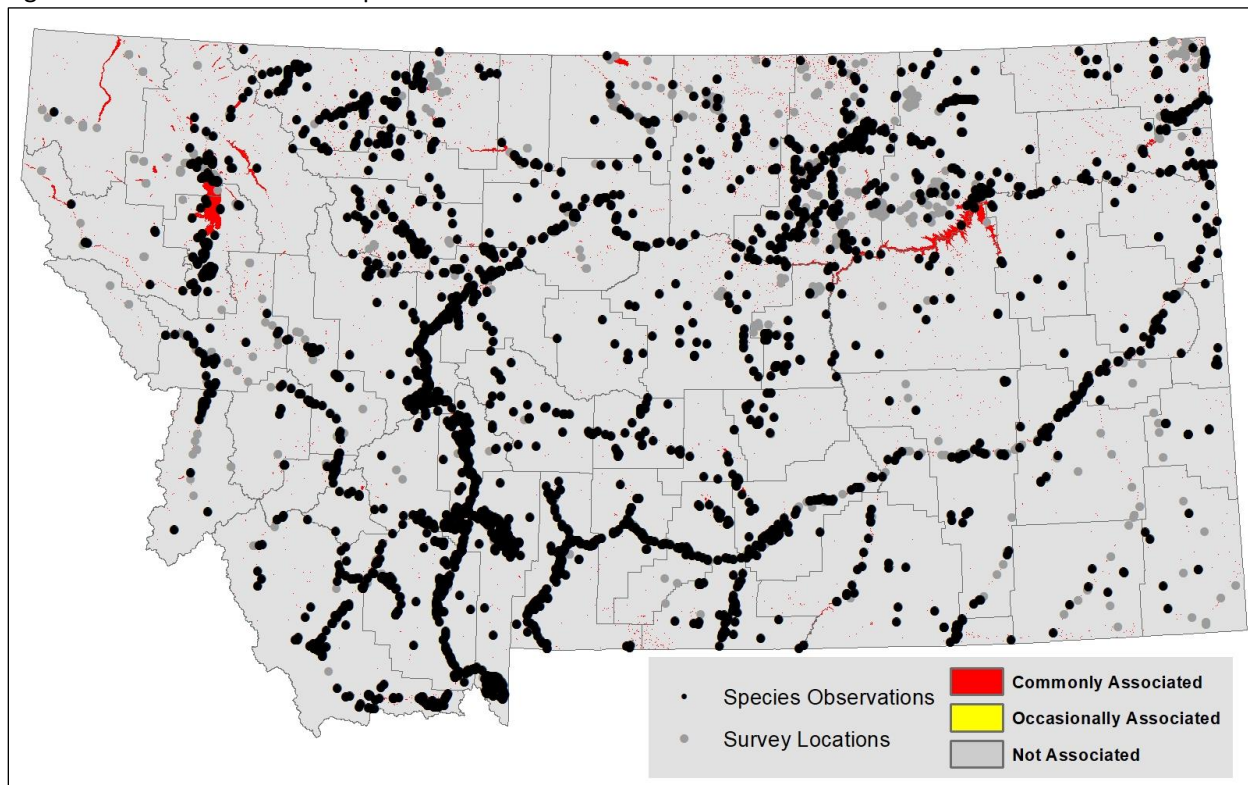 Species Observations
Survey Locations
Commonly Associated
Occasionally Associated
Not Associated